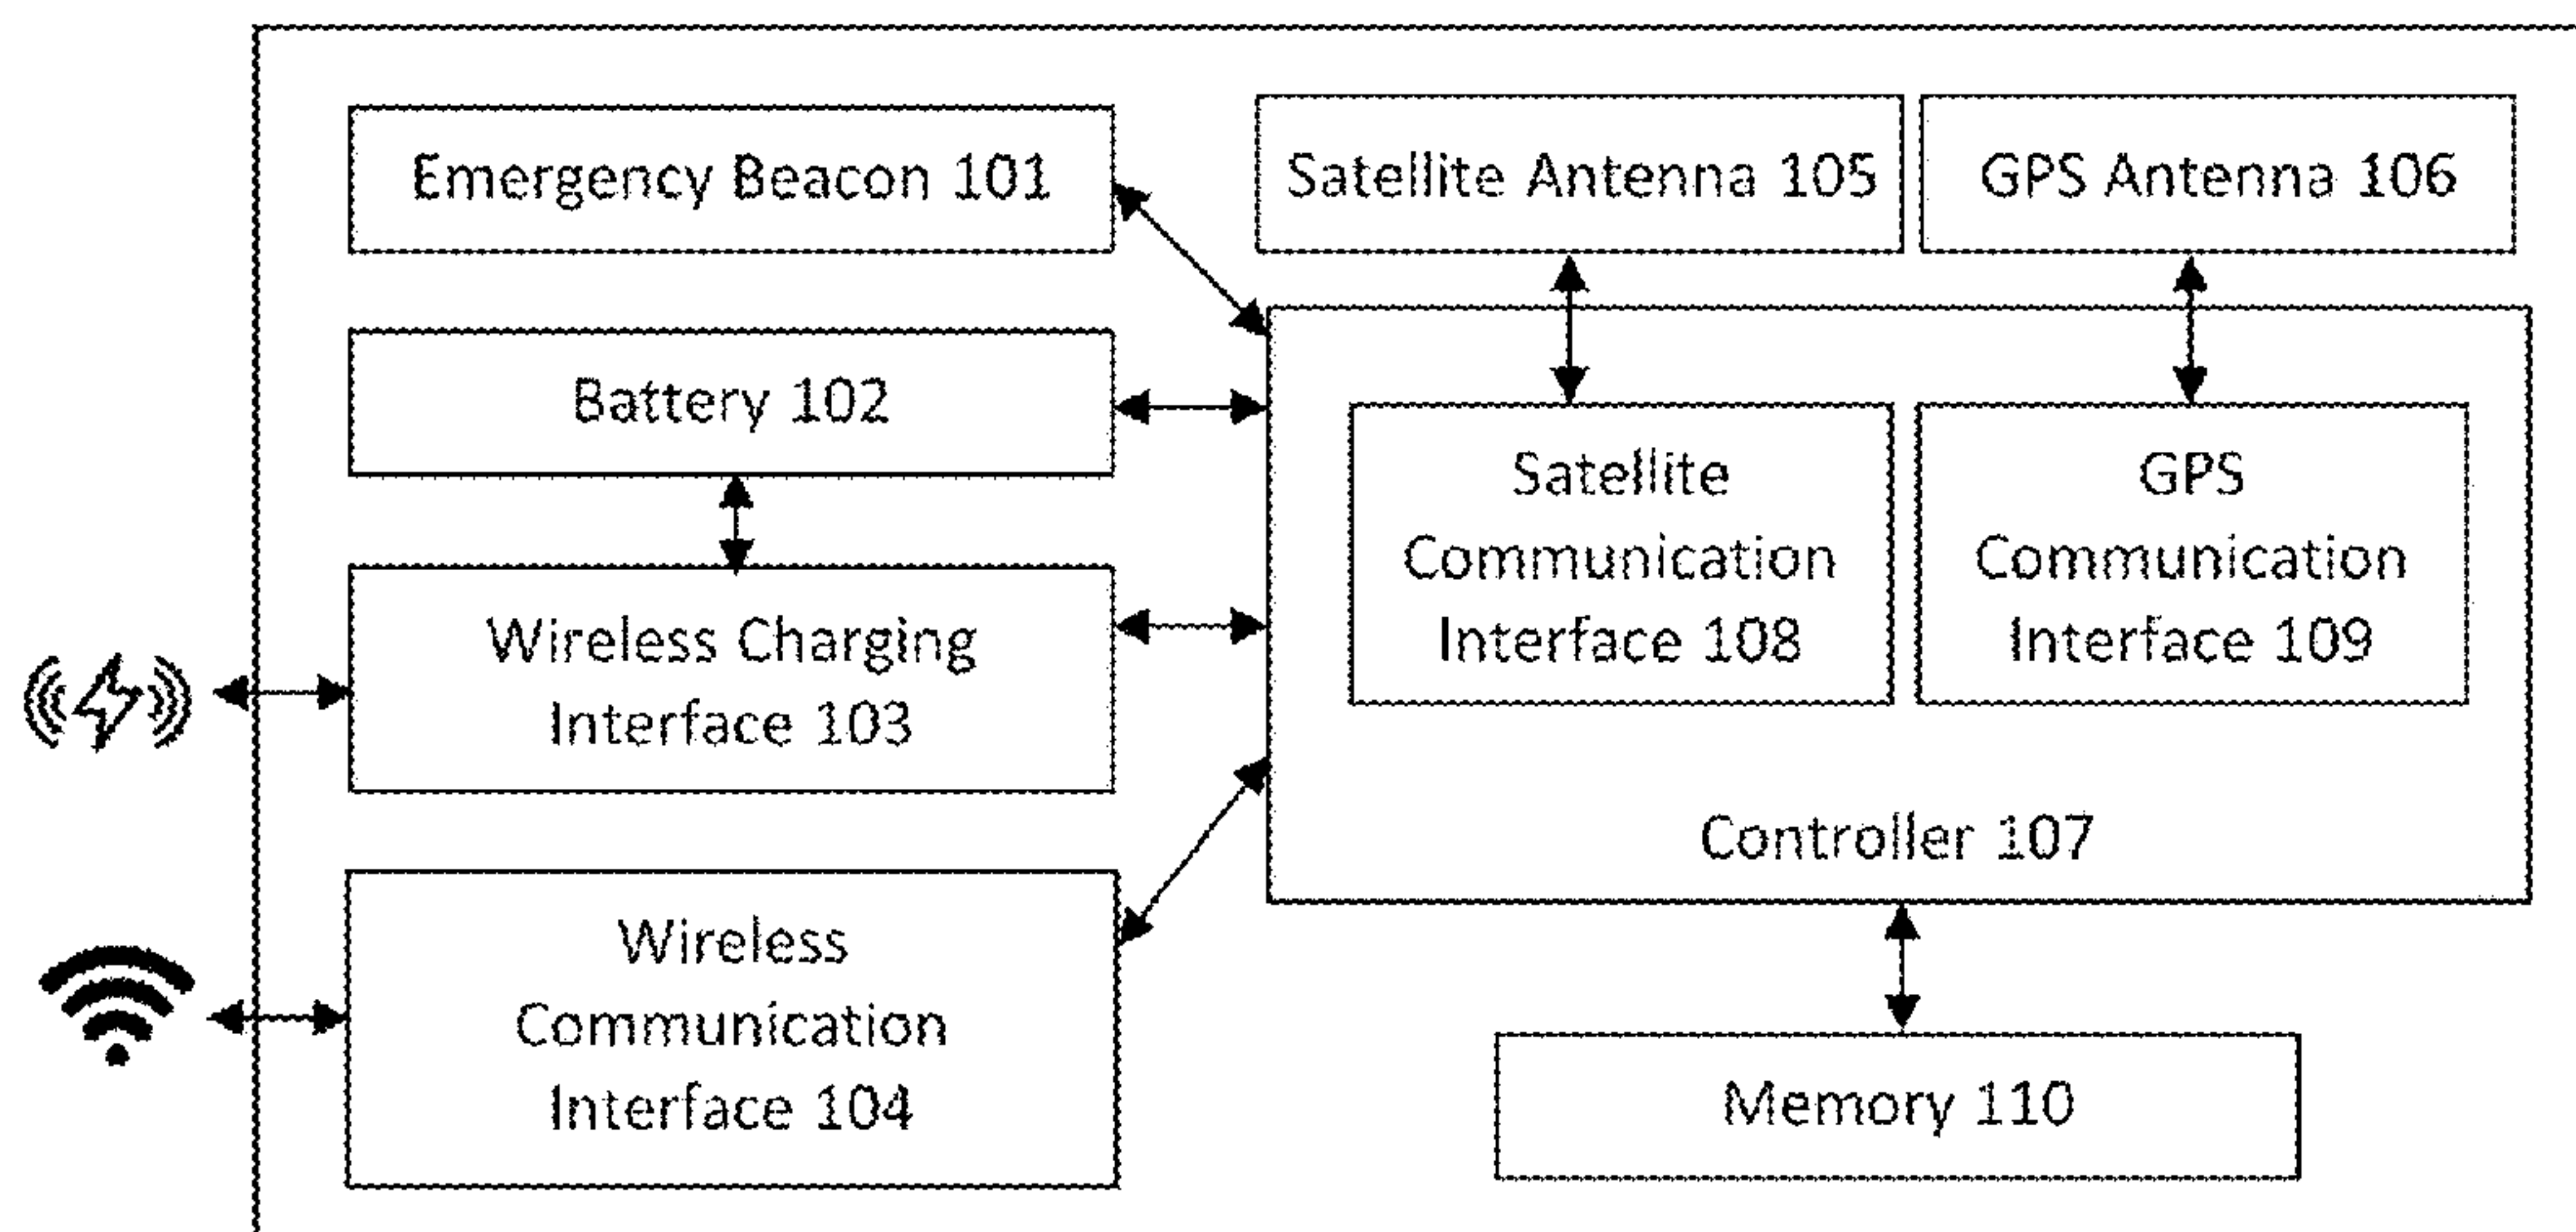 Emergency Beacon 101
Satellite Antenna 105
GPS Antenna 106
Battery 102
Satellite
Communication
Interface 108
GPS
Communication
Interface 109
Wireless Charging
Interface 103
Controller 107
Wireless
Communication
Interface 104
Memory 110